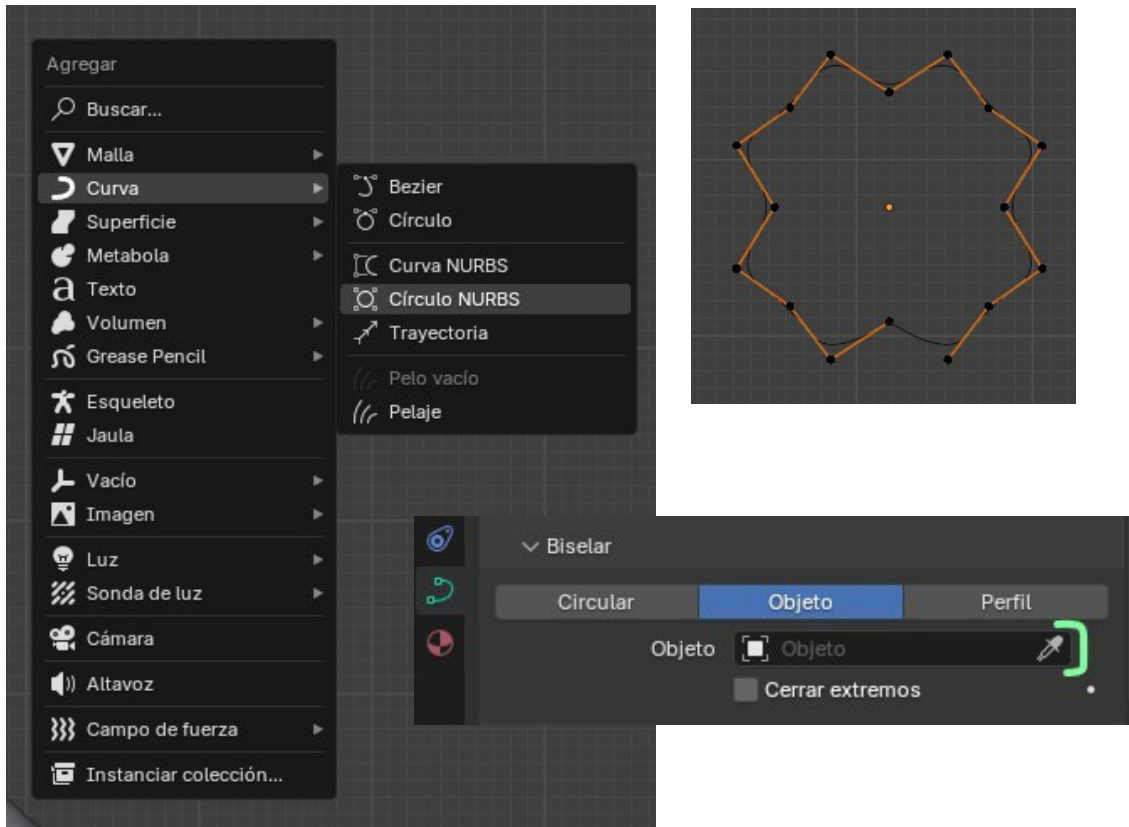 Agregar
Buscar...
Malla
Curva
Superficie
Metabola
Texto
Volumen
Grease Pencil
Esqueleto
Jaula
Vacío
Imagen
Luz
Sonda de luz
Cámara
Altavoz
Campo de fuerza
Instanciar colección...
Bezier
Círculo
Curva NURBS
Círculo NURBS
Trayectoria
Pelo vacío
Pelaje
Biselar
Circular Objeto Perfil
Objeto Objeto
Cerrar extremos